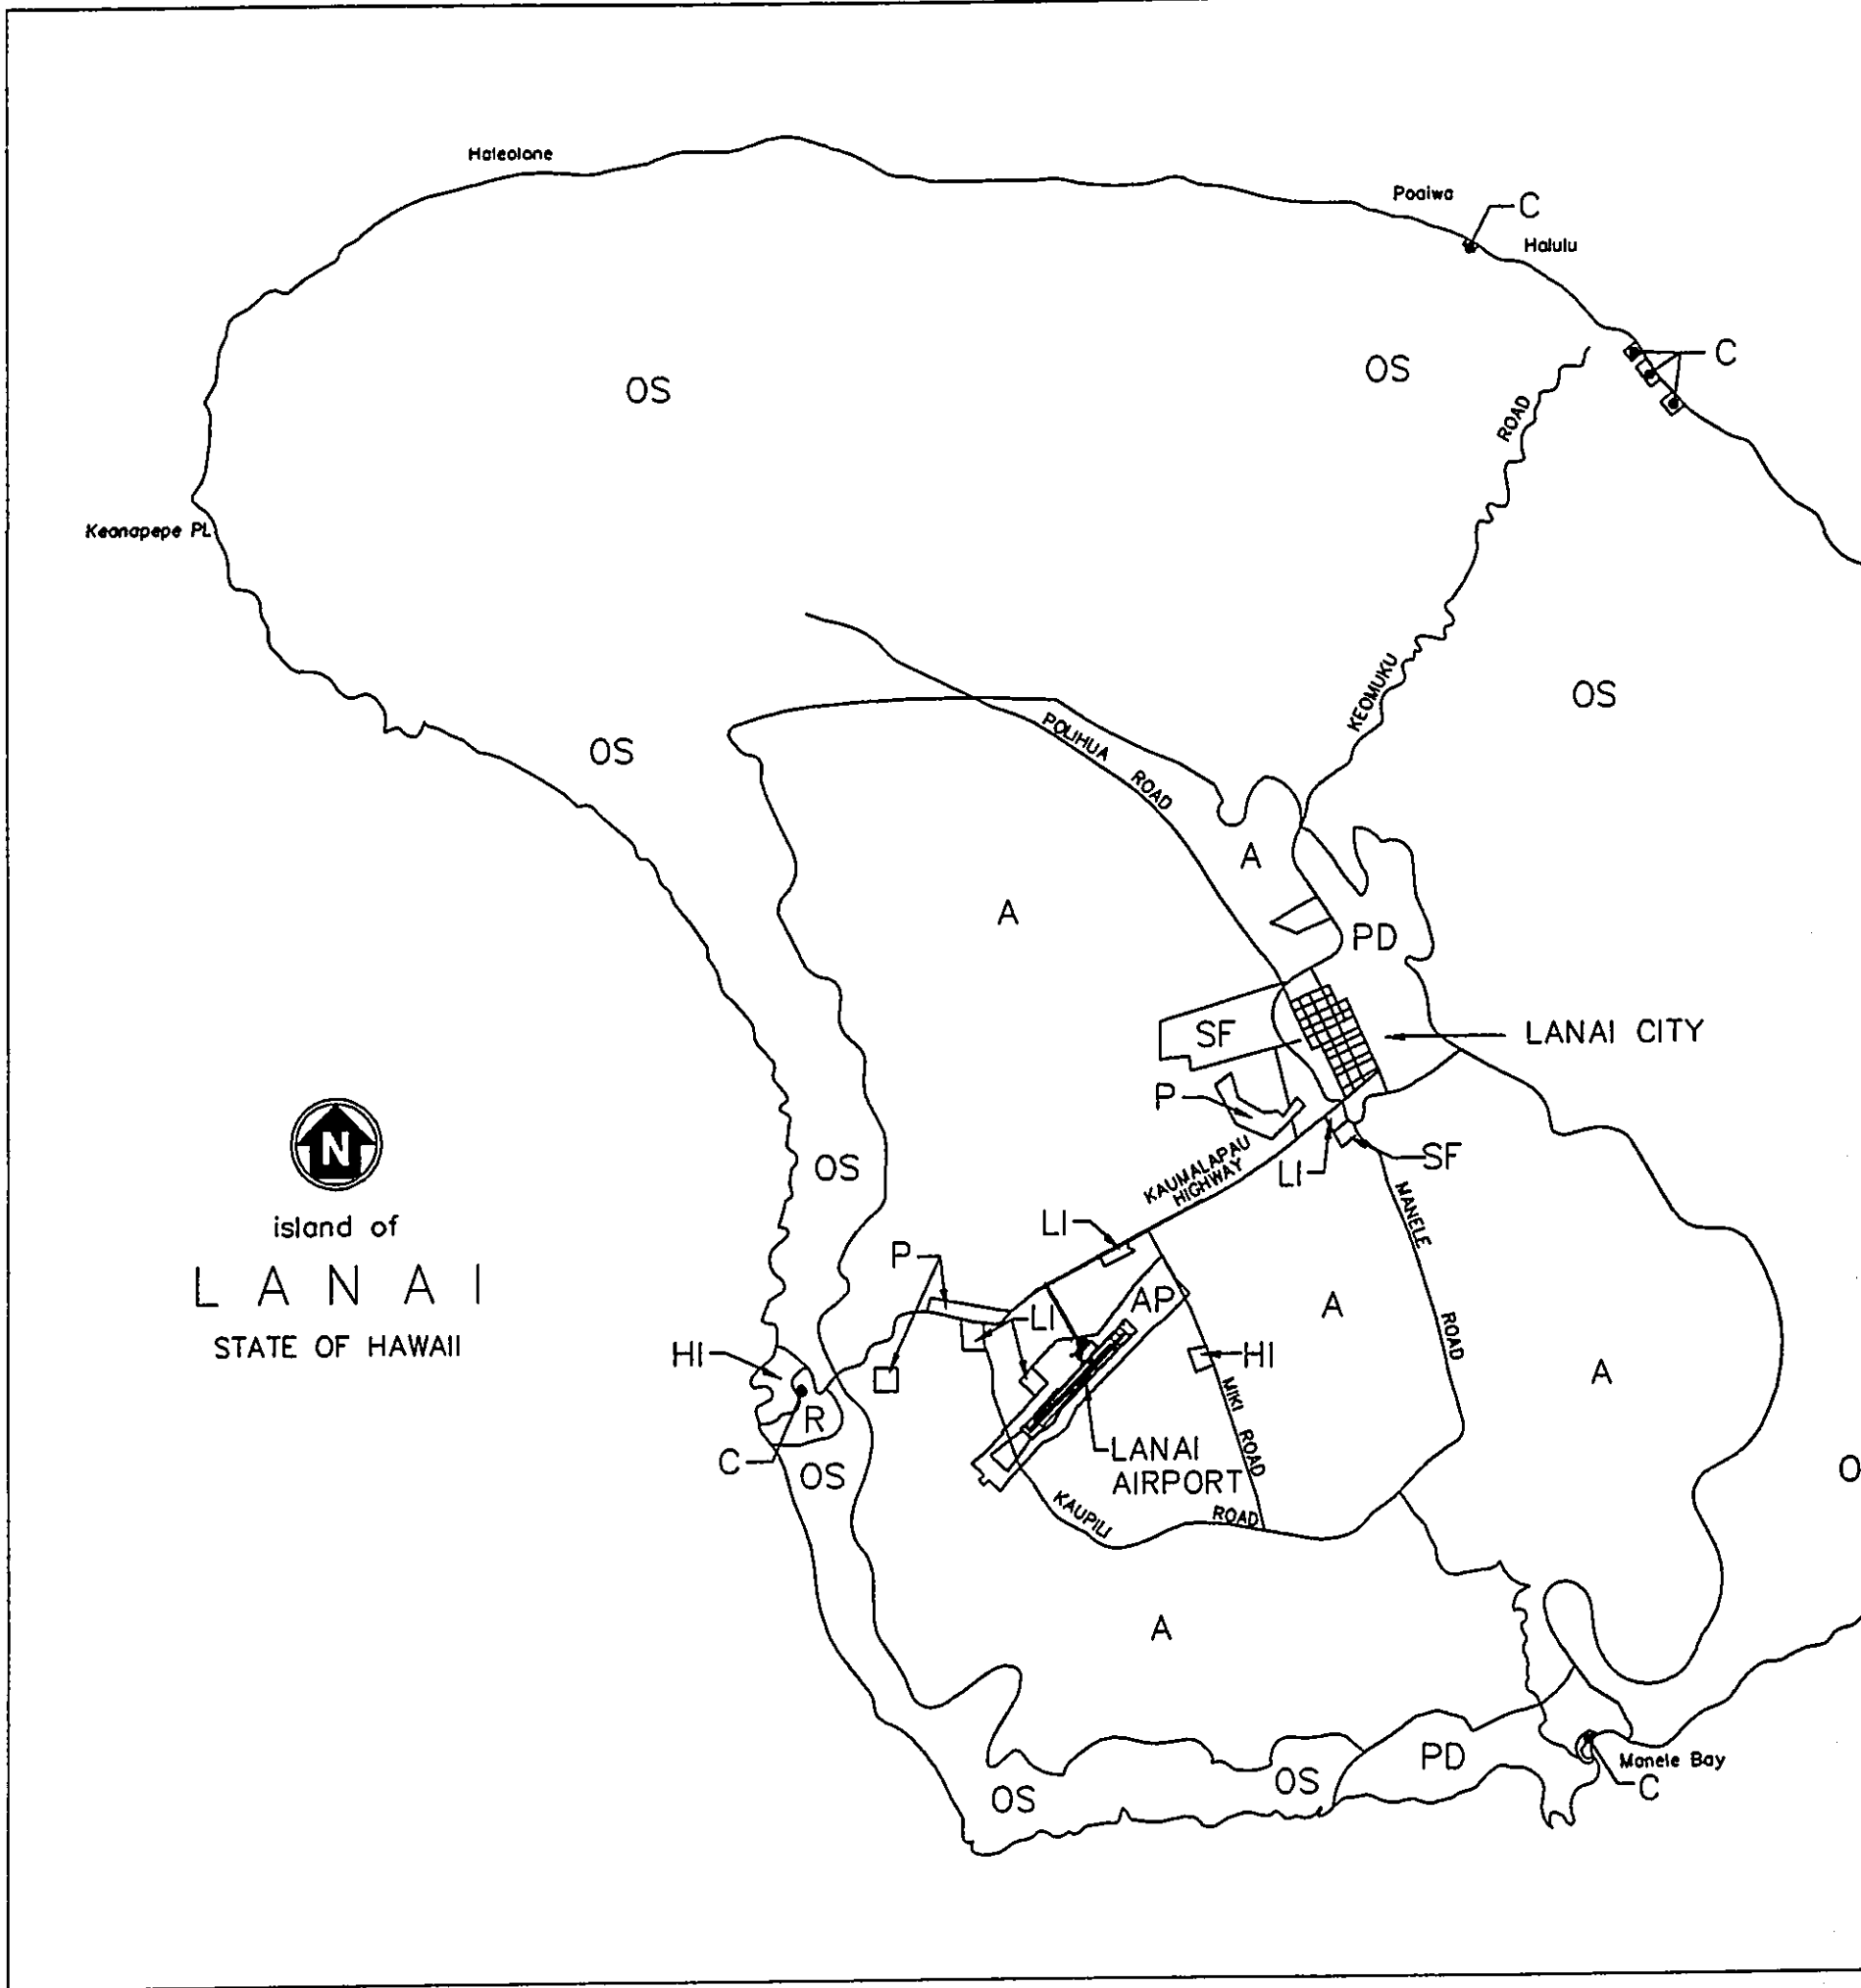 Haleolone
Poaiwa
C
Halulu
C
OS
OS
ROAD
Keanapepe Pt.
KEOMUKU
OS
OS
POLIHUA ROAD
A
A
PD
SF
LANAI CITY
P
N
OS
LI
SF
KAUMALAPAU
HIGHWAY
MANELE
ROAD
island of
LANAI
STATE OF HAWAII
LI
P
AP
LI
A
HI
HI
A
MIKI ROAD
R
C
OS
LANAI
AIRPORT
O
KAUPILI
ROAD
A
PD
Manele Bay
OS
OS
C